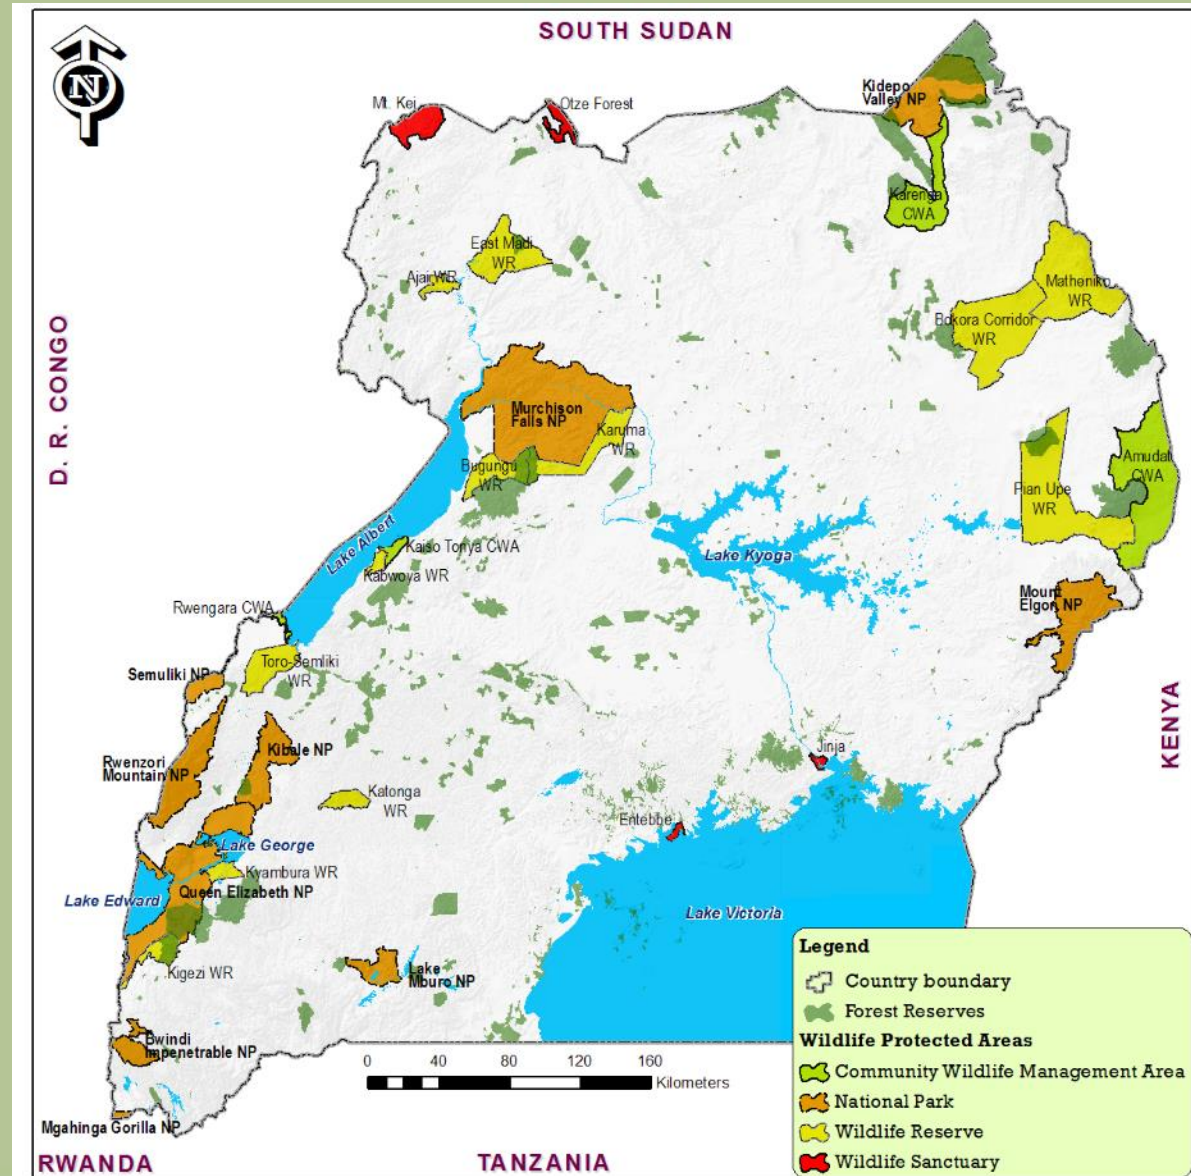 SOUTH SUDAN
N
Mt. Kei
Otze Forest
Kidepo
Valley NP
Karenga
CWA
East Madi
WR
Ajai WR
Matheniko
WR
Bokora Corridor
WR
D. R. CONGO
Murchison
Falls NP
Karuma
WR
Bugungu
WR
Amudat
CWA
Pian Upe
WR
Lake Albert
Kaiso Tonya CWA
Kabwoya WR
Lake Kyoga
Rwengara CWA
Mount
Elgon NP
Toro-Semliki
WR
Semuliki NP
KENYA
Kibale NP
Rwenzori
Mountain NP
Jinja
Katonga
WR
Entebbe
Lake George
Kyambura WR
Lake Edward
Queen Elizabeth NP
Lake Victoria
Kigezi WR
Lake
Mburo NP
Bwindi
Impenetrable NP
Mgahinga Gorilla NP
0 40 80 120 160
Kilometers
Legend
Country boundary
Forest Reserves
Wildlife Protected Areas
Community Wildlife Management Area
National Park
Wildlife Reserve
Wildlife Sanctuary
RWANDA
TANZANIA